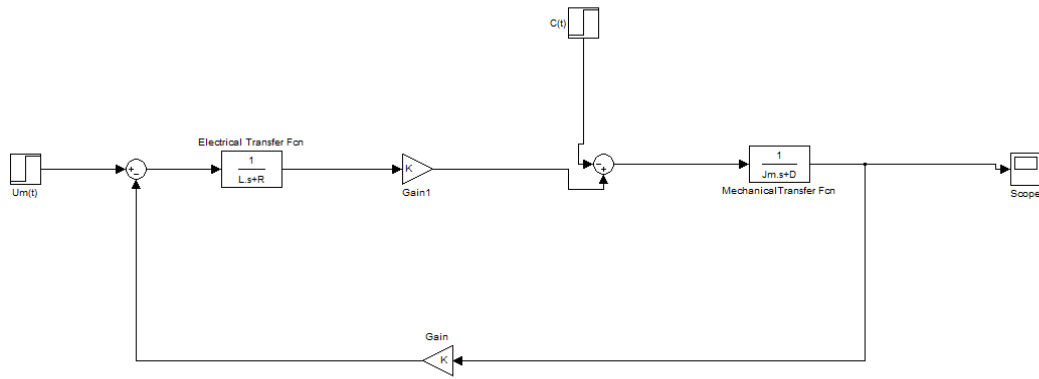 C(t)
Electrical Transfer Fcn
1
L.s+R
K
Gain1
+
−
Um(t)
−
+
1
Jm.s+D
MechanicalTransfer Fcn
Scope
Gain
K